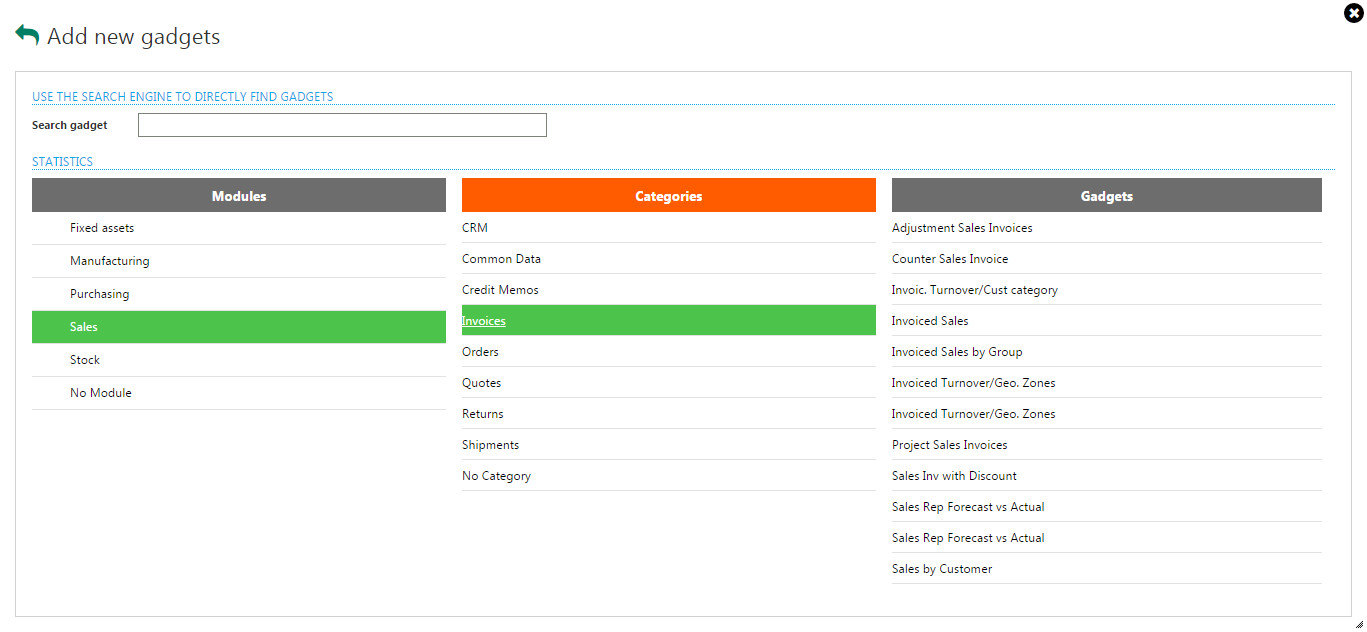 Add new gadgets
USE THE SEARCH ENGINE TO DIRECTLY FIND GADGETS
Search gadget
STATISTICS
Modules
Fixed assets
Manufacturing
Purchasing
Sales
Stock
No Module
Categories
CRM
Common Data
Credit Memos
Invoices
Orders
Quotes
Returns
Shipments
No Category
Gadgets
Adjustment Sales Invoices
Counter Sales Invoice
Invoic. Turnover/Cust category
Invoiced Sales
Invoiced Sales by Group
Invoiced Turnover/Geo. Zones
Invoiced Turnover/Geo. Zones
Project Sales Invoices
Sales Inv with Discount
Sales Rep Forecast vs Actual
Sales Rep Forecast vs Actual
Sales by Customer